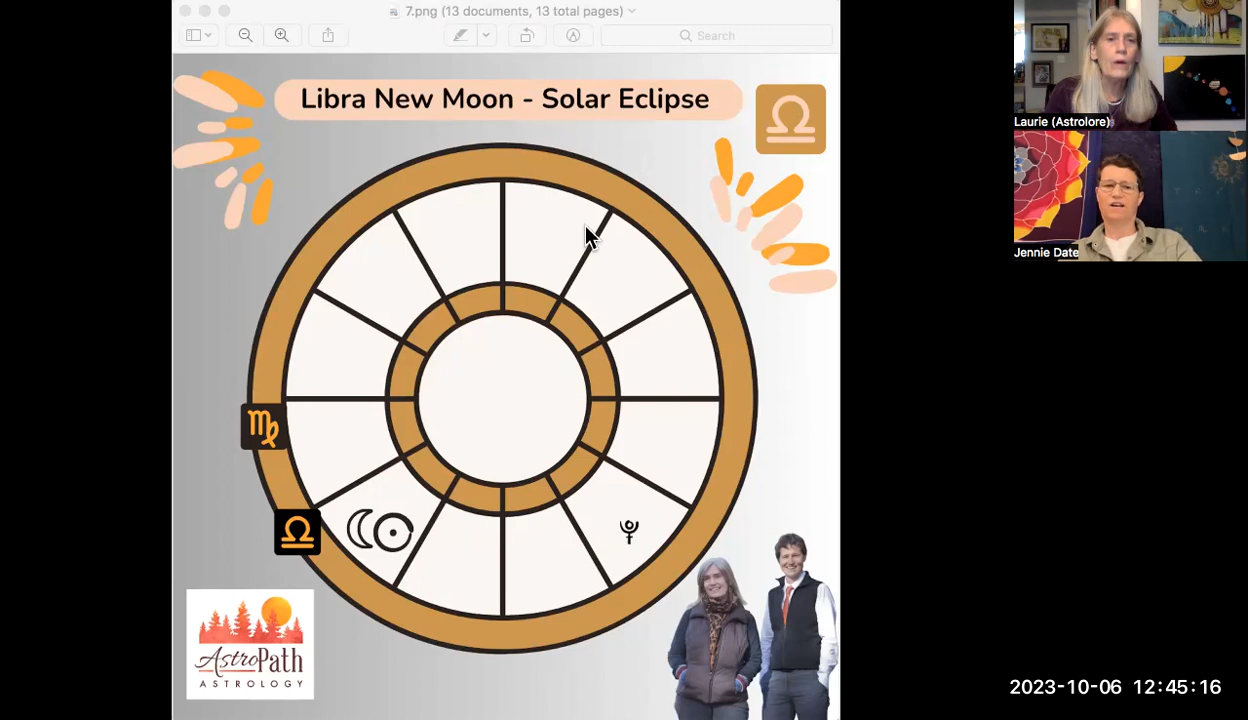 7.png (13 documents, 13 total pages)
Search
Libra New Moon - Solar Eclipse
Laurie (Astrolore)
Jennie Date
AstroPath
ASTROLOGY
2023-10-06 12:45:16